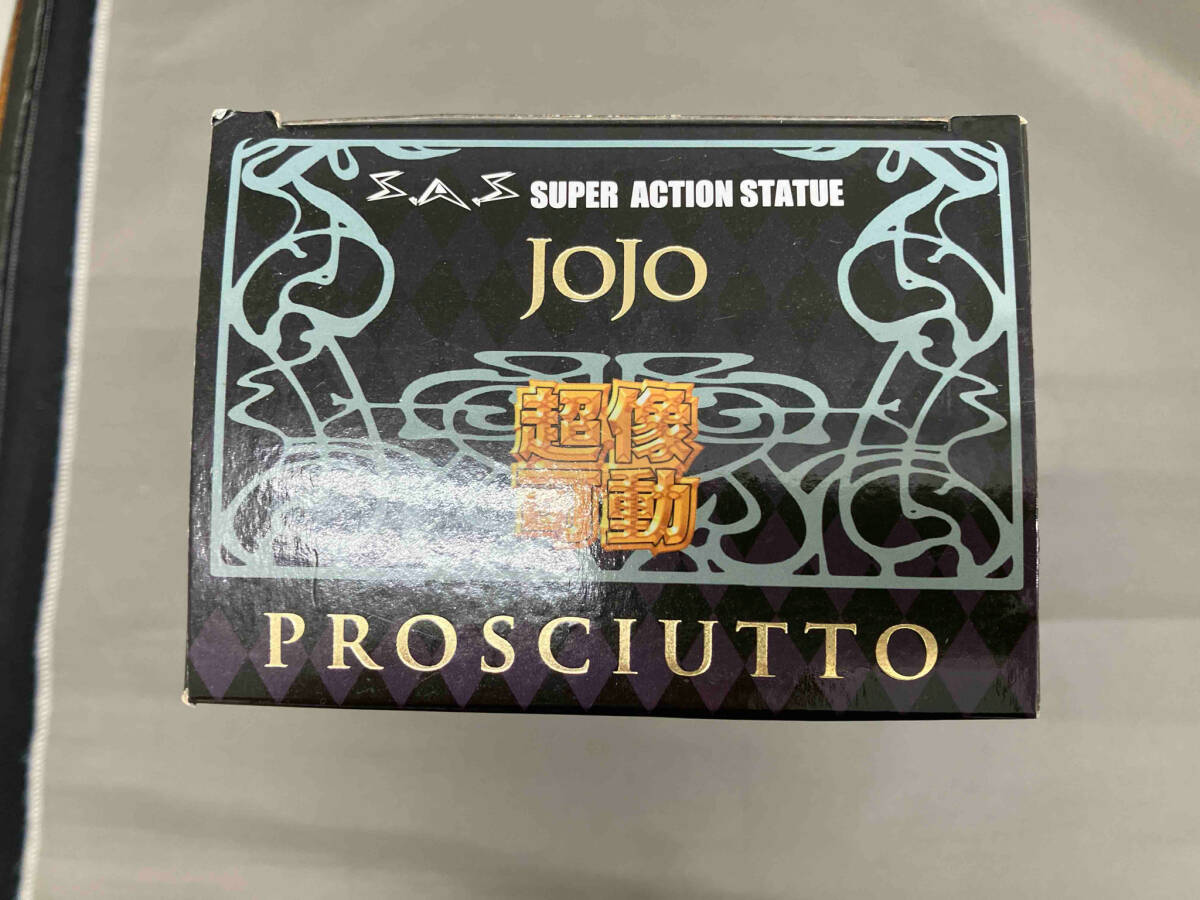 S.A.S SUPER ACTION STATUE
JOJO
超像
可動
PROSCIUTTO